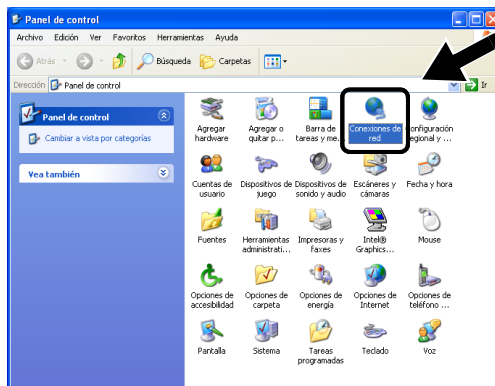 Panel de control
Archivo Edición Ver Favoritos Herramientas Ayuda
Atrás Búsqueda Carpetas
Dirección Panel de control Ir
Panel de control
Cambiar a vista por categorías
Vea también
Agregar hardware
Agregar o quitar p...
Barra de tareas y me...
Conexiones de red
onfiguración egional y ...
Cuentas de usuario
Dispositivos de juego
Dispositivos de sonido y audio
Escáneres y cámaras
Fecha y hora
Fuentes
Herramientas administrati...
Impresoras y faxes
Intel® Graphics...
Mouse
Opciones de accesibilidad
Opciones de carpeta
Opciones de energía
Opciones de Internet
Opciones de teléfono ...
Pantalla
Sistema
Tareas programadas
Teclado
Voz